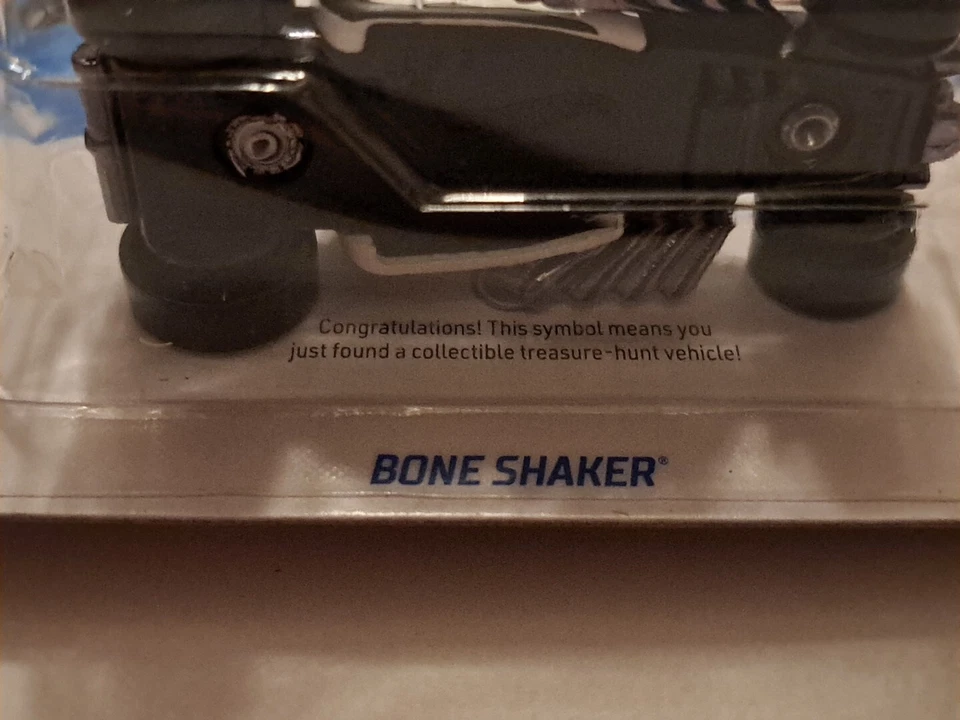 Congratulations! This symbol means you
just found a collectible treasure-hunt vehicle!
BONE SHAKER®